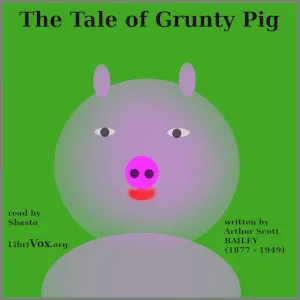 The Tale of Grunty Pig
read by
Shasta
LibriVox.org
written by
Arthur Scott
BAILEY
(1877 - 1949)